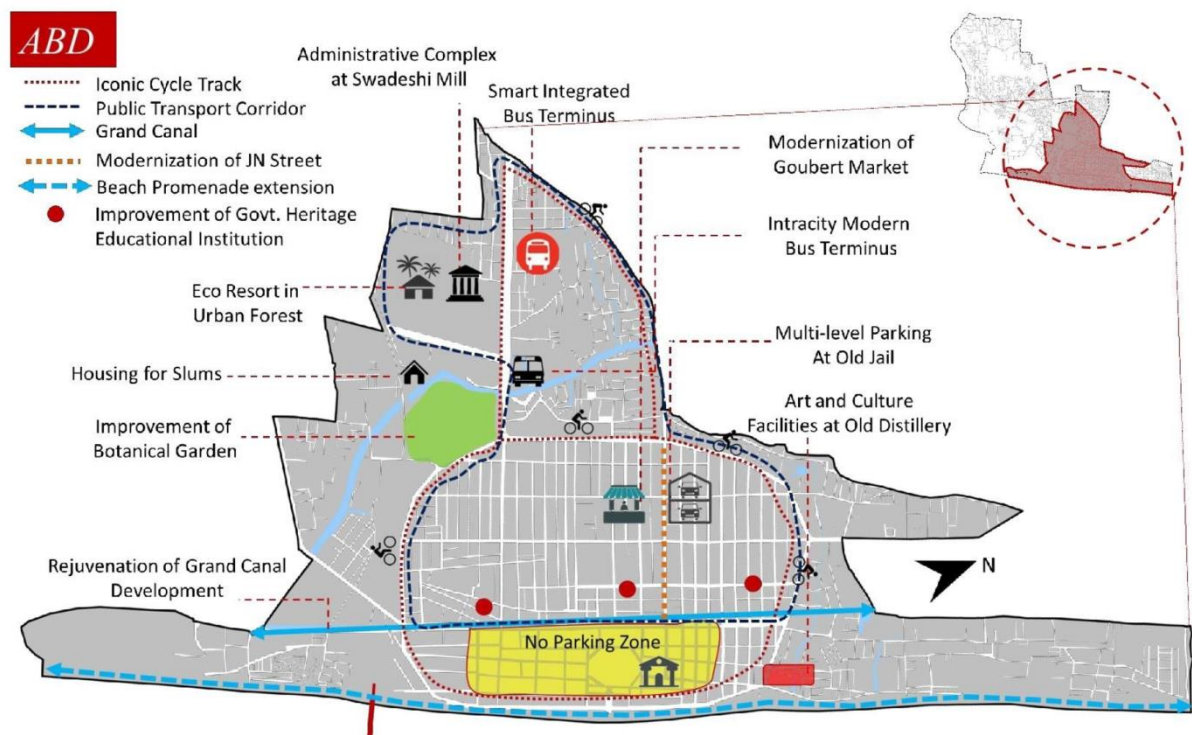 ABD
Iconic Cycle Track
Public Transport Corridor
Grand Canal
Modernization of JN Street
Beach Promenade extension
Improvement of Govt. Heritage
Educational Institution
Administrative Complex
at Swadeshi Mill
Smart Integrated
Bus Terminus
Modernization of
Goubert Market
Intracity Modern
Bus Terminus
Eco Resort in
Urban Forest
Multi-level Parking
At Old Jail
Housing for Slums
Art and Culture
Facilities at Old Distillery
Improvement of
Botanical Garden
Rejuvenation of Grand Canal
Development
N
No Parking Zone